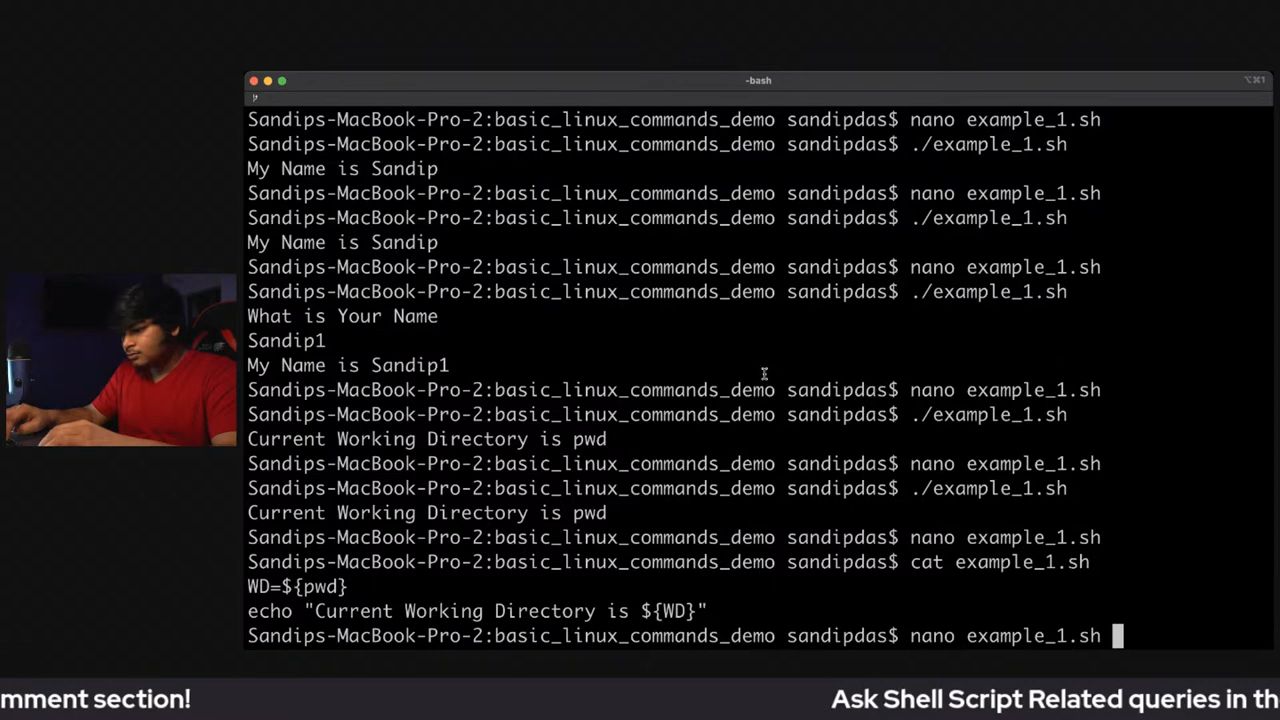 -bash
⌥⌘1
Sandips-MacBook-Pro-2:basic_linux_commands_demo sandipdas$ nano example_1.sh
Sandips-MacBook-Pro-2:basic_linux_commands_demo sandipdas$ ./example_1.sh
My Name is Sandip
Sandips-MacBook-Pro-2:basic_linux_commands_demo sandipdas$ nano example_1.sh
Sandips-MacBook-Pro-2:basic_linux_commands_demo sandipdas$ ./example_1.sh
My Name is Sandip
Sandips-MacBook-Pro-2:basic_linux_commands_demo sandipdas$ nano example_1.sh
Sandips-MacBook-Pro-2:basic_linux_commands_demo sandipdas$ ./example_1.sh
What is Your Name
Sandip1
My Name is Sandip1
Sandips-MacBook-Pro-2:basic_linux_commands_demo sandipdas$ nano example_1.sh
Sandips-MacBook-Pro-2:basic_linux_commands_demo sandipdas$ ./example_1.sh
Current Working Directory is pwd
Sandips-MacBook-Pro-2:basic_linux_commands_demo sandipdas$ nano example_1.sh
Sandips-MacBook-Pro-2:basic_linux_commands_demo sandipdas$ ./example_1.sh
Current Working Directory is pwd
Sandips-MacBook-Pro-2:basic_linux_commands_demo sandipdas$ nano example_1.sh
Sandips-MacBook-Pro-2:basic_linux_commands_demo sandipdas$ cat example_1.sh
WD=${pwd}
echo "Current Working Directory is ${WD}"
Sandips-MacBook-Pro-2:basic_linux_commands_demo sandipdas$ nano example_1.sh
mment section! Ask Shell Script Related queries in th